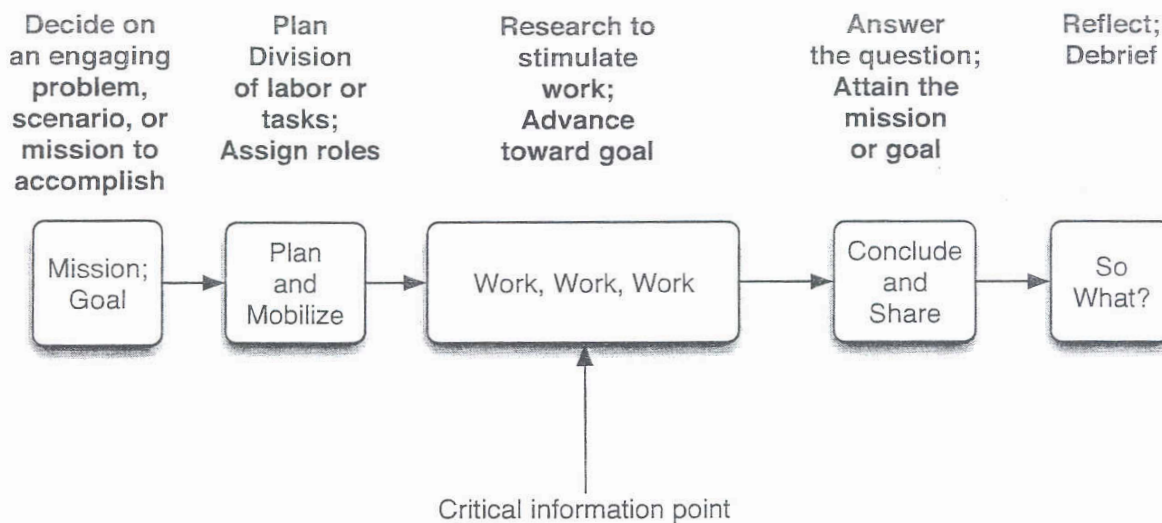 Decide on
an engaging
problem,
scenario, or
mission to
accomplish
Plan
Division
of labor or
tasks;
Assign roles
Research to
stimulate
work;
Advance
toward goal
Answer
the question;
Attain the
mission
or goal
Reflect;
Debrief
Mission;
Goal
Plan
and
Mobilize
Work, Work, Work
Conclude
and
Share
So
What?
Critical information point